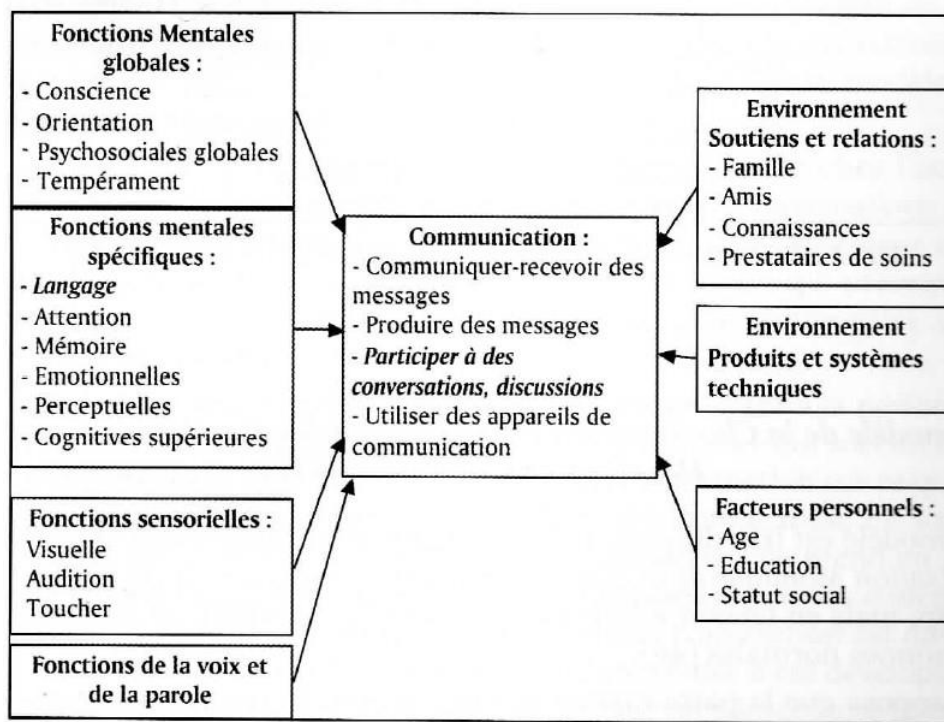 Fonctions Mentales
globales :
- Conscience
- Orientation
- Psychosociales globales
- Tempérament
Fonctions mentales
spécifiques :
- Langage
- Attention
- Mémoire
- Emotionnelles
- Perceptuelles
- Cognitives supérieures
Fonctions sensorielles :
Visuelle
Audition
Toucher
Fonctions de la voix et
de la parole
Communication :
- Communiquer-recevoir des
messages
- Produire des messages
- Participer à des
conversations, discussions
- Utiliser des appareils de
communication
Environnement
Soutiens et relations :
- Famille
- Amis
- Connaissances
- Prestataires de soins
Environnement
Produits et systèmes
techniques
Facteurs personnels :
- Age
- Education
- Statut social